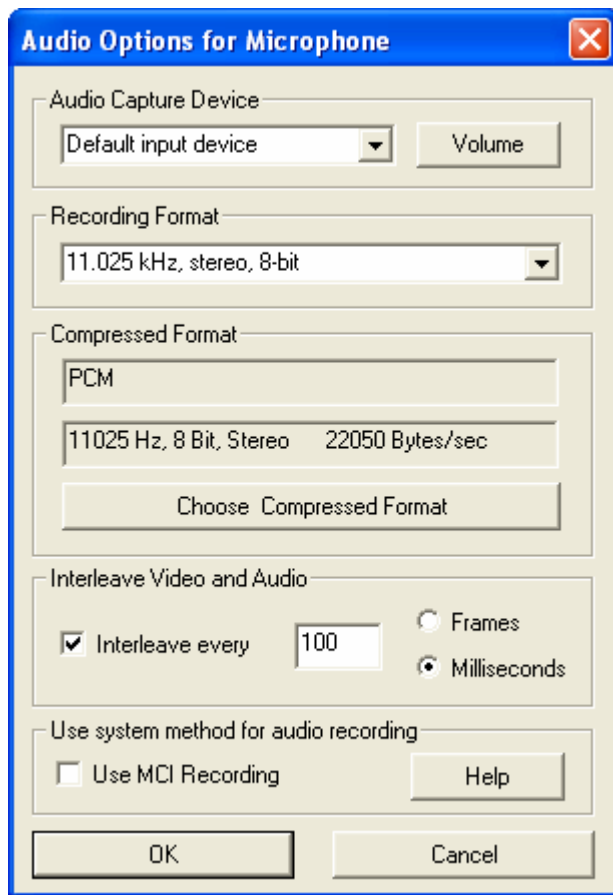 Audio Options for Microphone
Audio Capture Device
Default input device
Volume
Recording Format
11.025 kHz, stereo, 8-bit
Compressed Format
PCM
11025 Hz, 8 Bit, Stereo 22050 Bytes/sec
Choose Compressed Format
Interleave Video and Audio
Interleave every 100
Frames
Milliseconds
Use system method for audio recording
Use MCI Recording
Help
OK
Cancel